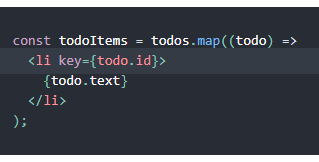 const todoItems = todos.map((todo) =>
  <li key={todo.id}>
    {todo.text}
  </li>
);